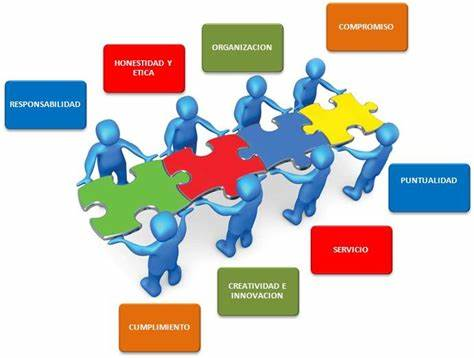 COMPROMISO
ORGANIZACION
HONESTIDAD Y
ETICA
RESPONSABILIDAD
PUNTUALIDAD
SERVICIO
CREATIVIDAD E
INNOVACION
CUMPLIMIENTO